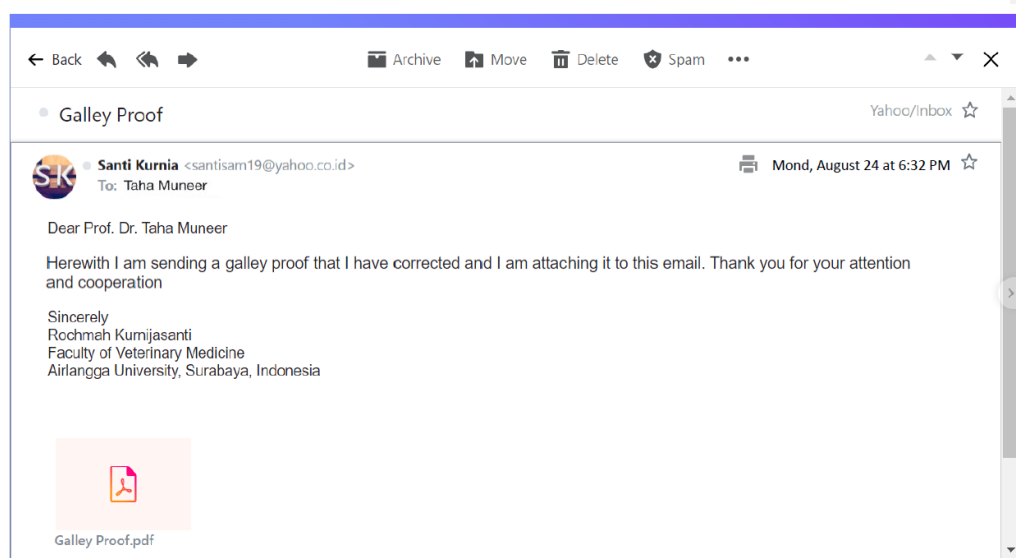 Back
Archive
Move
Delete
Spam
Galley Proof
Yahoo/Inbox
SK
Santi Kurnia <santisam19@yahoo.co.id>
Mond, August 24 at 6:32 PM
To: Taha Muneer
Dear Prof. Dr. Taha Muneer
Herewith I am sending a galley proof that I have corrected and I am attaching it to this email. Thank you for your attention
and cooperation
Sincerely
Rochmah Kurnijasanti
Faculty of Veterinary Medicine
Airlangga University, Surabaya, Indonesia
Galley Proof.pdf